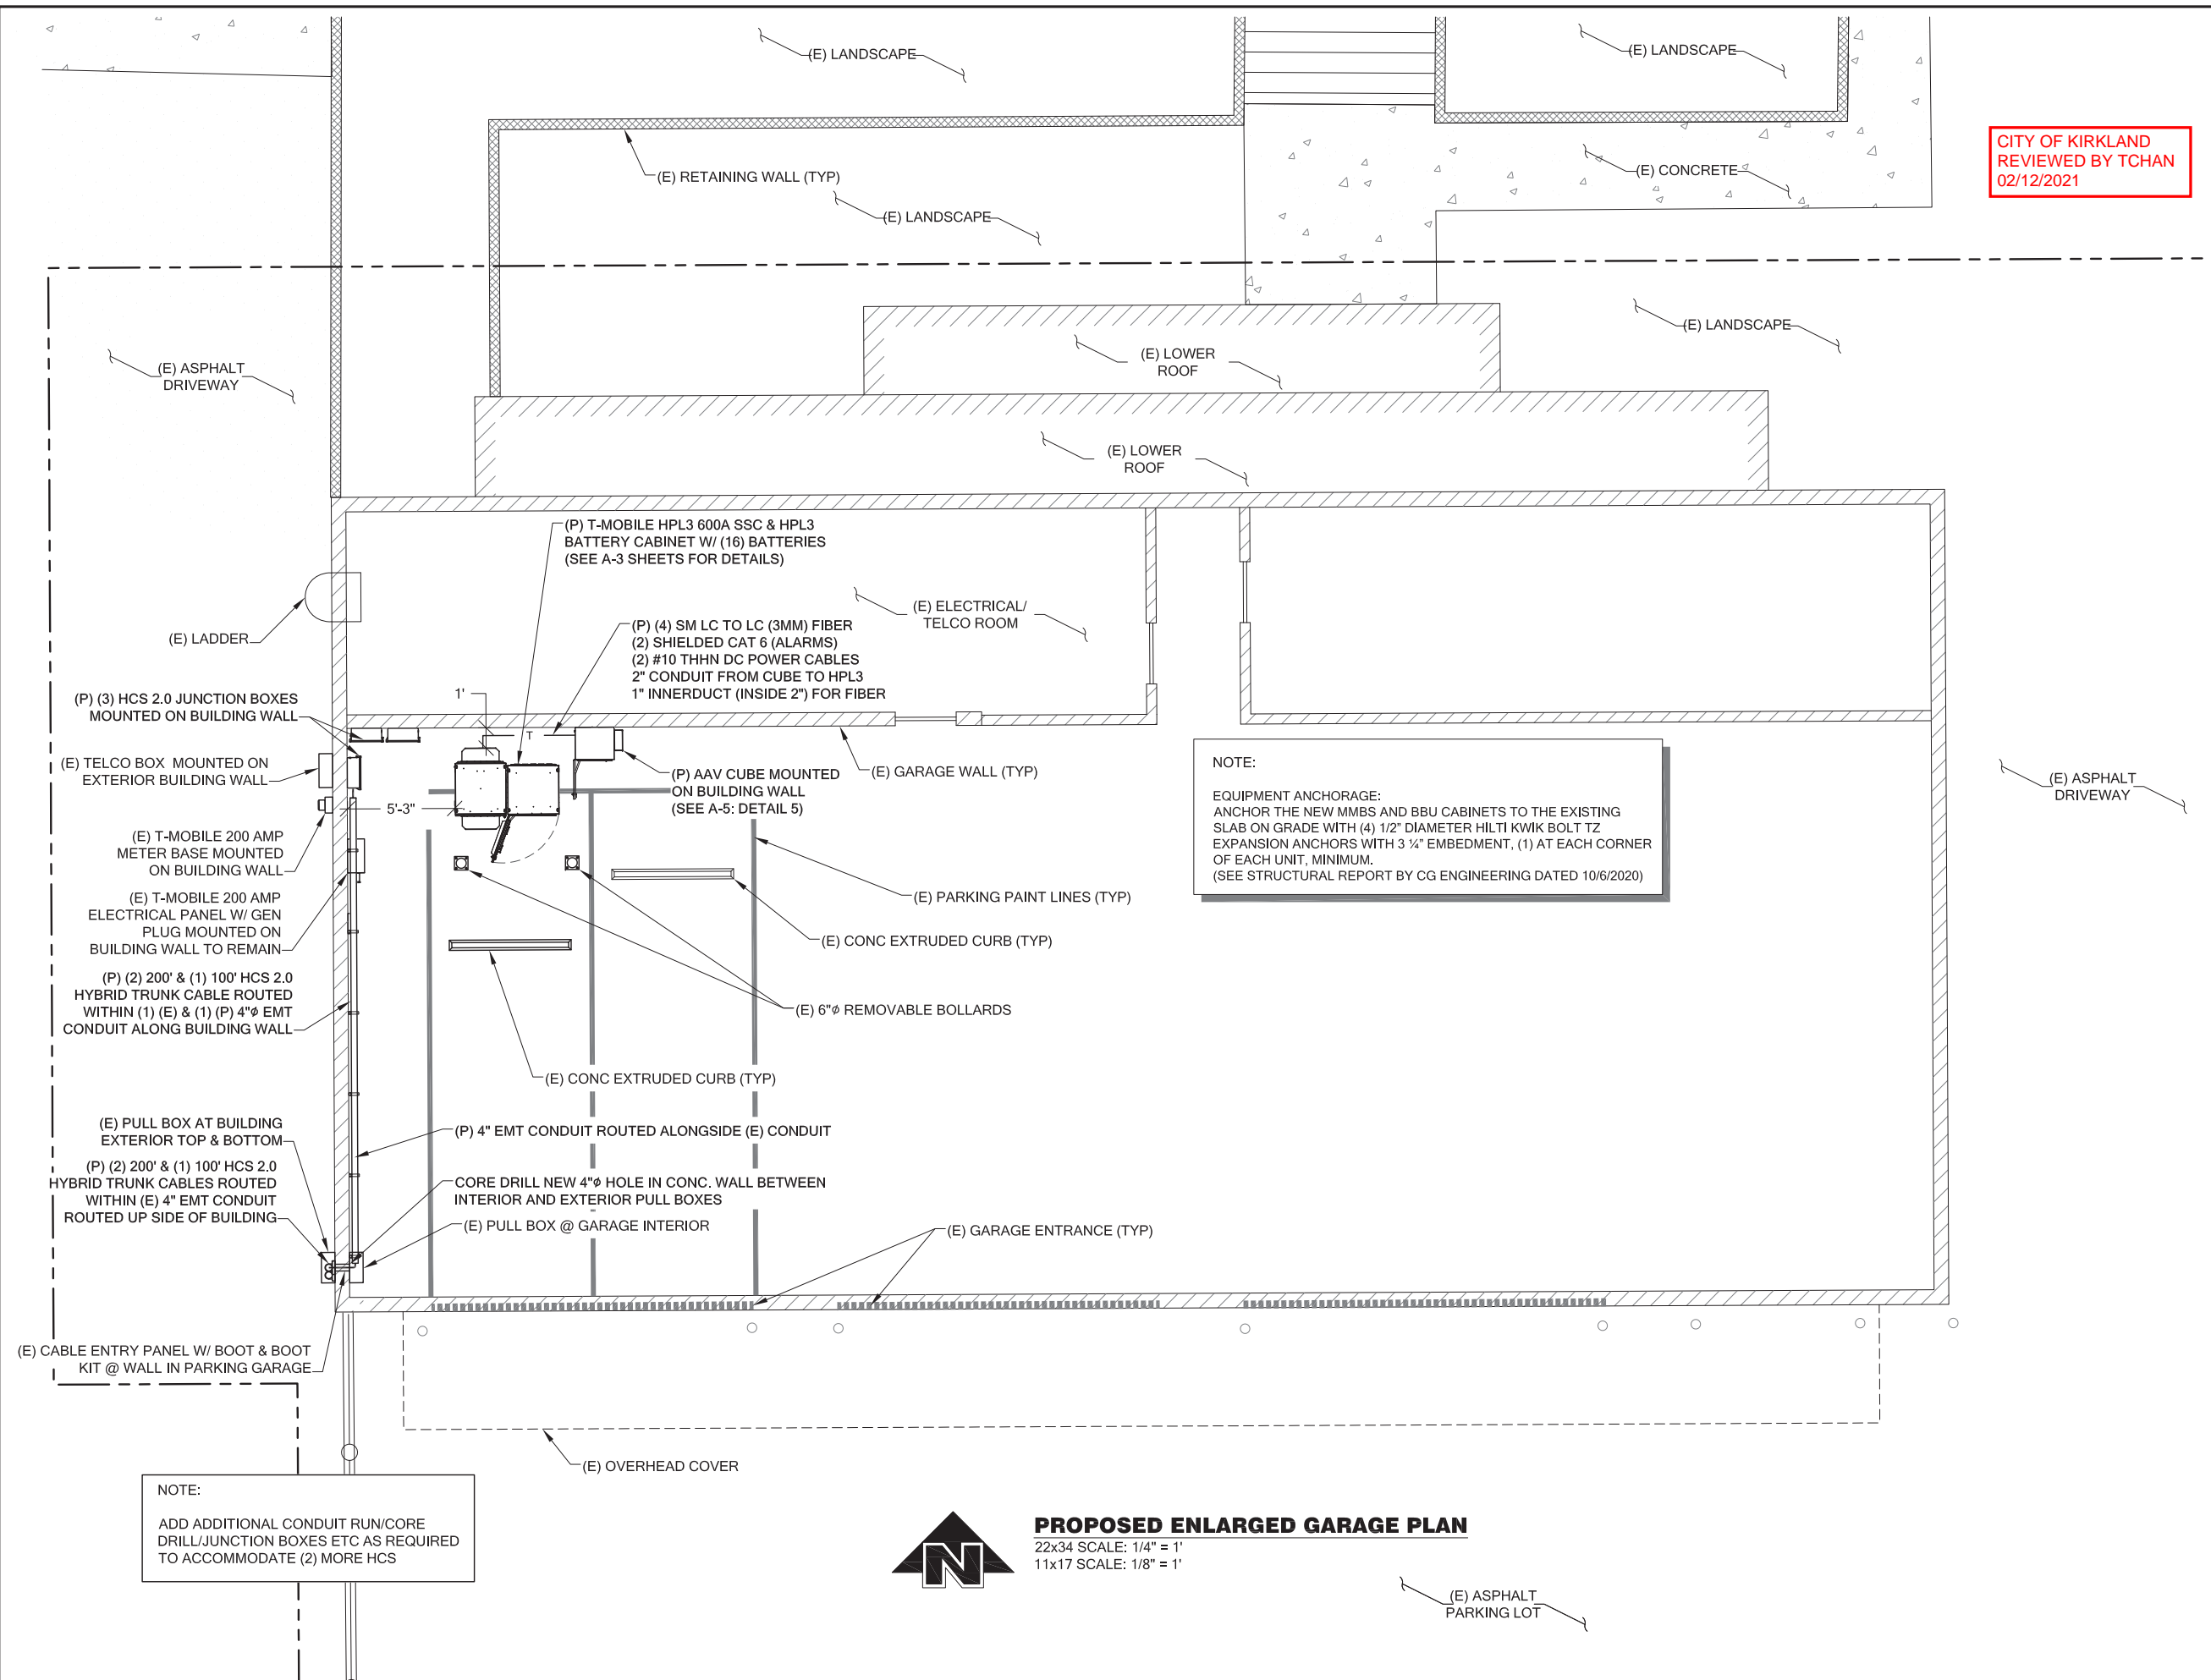 (E) LANDSCAPE
(E) LANDSCAPE
CITY OF KIRKLAND
REVIEWED BY TCHAN
02/12/2021
(E) RETAINING WALL (TYP)
(E) CONCRETE
(E) LANDSCAPE
(E) LANDSCAPE
(E) ASPHALT
DRIVEWAY
(E) LOWER
ROOF
(E) LOWER
ROOF
(P) T-MOBILE HPL3 600A SSC & HPL3
BATTERY CABINET W/ (16) BATTERIES
(SEE A-3 SHEETS FOR DETAILS)
(E) ELECTRICAL/
TELCO ROOM
(E) LADDER
(P) (4) SM LC TO LC (3MM) FIBER
(2) SHIELDED CAT 6 (ALARMS)
(2) #10 THHN DC POWER CABLES
2" CONDUIT FROM CUBE TO HPL3
1" INNERDUCT (INSIDE 2") FOR FIBER
(P) (3) HCS 2.0 JUNCTION BOXES
MOUNTED ON BUILDING WALL
1'
T
(E) TELCO BOX MOUNTED ON
EXTERIOR BUILDING WALL
(P) AAV CUBE MOUNTED
ON BUILDING WALL
(SEE A-5: DETAIL 5)
(E) GARAGE WALL (TYP)
5'-3"
NOTE:
EQUIPMENT ANCHORAGE:
ANCHOR THE NEW MMBS AND BBU CABINETS TO THE EXISTING
SLAB ON GRADE WITH (4) 1/2" DIAMETER HILTI KWIK BOLT TZ
EXPANSION ANCHORS WITH 3 ¼" EMBEDMENT, (1) AT EACH CORNER
OF EACH UNIT, MINIMUM.
(SEE STRUCTURAL REPORT BY CG ENGINEERING DATED 10/6/2020)
(E) ASPHALT
DRIVEWAY
(E) T-MOBILE 200 AMP
METER BASE MOUNTED
ON BUILDING WALL
(E) T-MOBILE 200 AMP
ELECTRICAL PANEL W/ GEN
PLUG MOUNTED ON
BUILDING WALL TO REMAIN
(E) PARKING PAINT LINES (TYP)
(E) CONC EXTRUDED CURB (TYP)
(P) (2) 200' & (1) 100' HCS 2.0
HYBRID TRUNK CABLE ROUTED
WITHIN (1) (E) & (1) (P) 4"ø EMT
CONDUIT ALONG BUILDING WALL
(E) 6"ø REMOVABLE BOLLARDS
(E) CONC EXTRUDED CURB (TYP)
(E) PULL BOX AT BUILDING
EXTERIOR TOP & BOTTOM
(P) 4" EMT CONDUIT ROUTED ALONGSIDE (E) CONDUIT
(P) (2) 200' & (1) 100' HCS 2.0
HYBRID TRUNK CABLES ROUTED
WITHIN (E) 4" EMT CONDUIT
ROUTED UP SIDE OF BUILDING
CORE DRILL NEW 4"ø HOLE IN CONC. WALL BETWEEN
INTERIOR AND EXTERIOR PULL BOXES
(E) PULL BOX @ GARAGE INTERIOR
(E) GARAGE ENTRANCE (TYP)
(E) CABLE ENTRY PANEL W/ BOOT & BOOT
KIT @ WALL IN PARKING GARAGE
(E) OVERHEAD COVER
NOTE:
ADD ADDITIONAL CONDUIT RUN/CORE
DRILL/JUNCTION BOXES ETC AS REQUIRED
TO ACCOMMODATE (2) MORE HCS
N
PROPOSED ENLARGED GARAGE PLAN
22x34 SCALE: 1/4" = 1'
11x17 SCALE: 1/8" = 1'
(E) ASPHALT
PARKING LOT